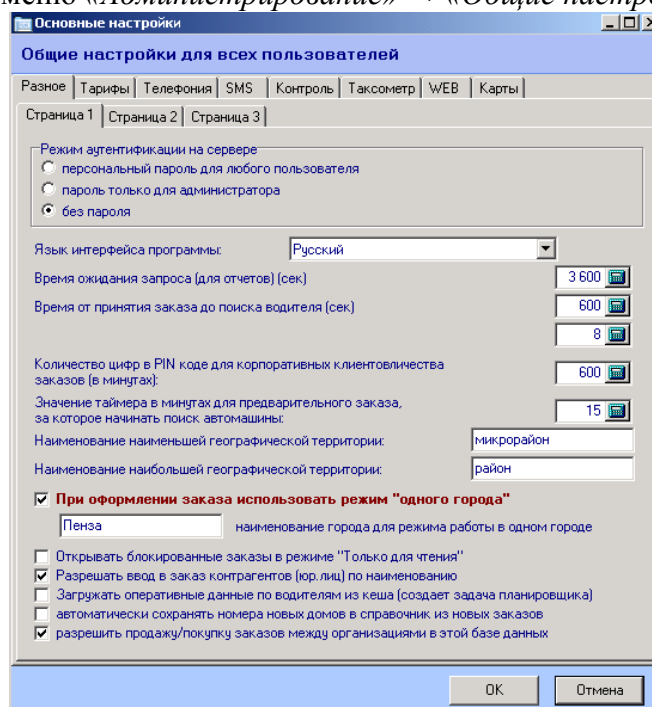 меню «Администрирование» → «Общие настро
Основные настройки
Общие настройки для всех пользователей
Разное Тарифы Телефония SMS Контроль Таксометр WEB Карты
Страница 1 Страница 2 Страница 3
Режим аутентификации на сервере
персональный пароль для любого пользователя
пароль только для администратора
без пароля
Язык интерфейса программы: Русский
Время ожидания запроса (для отчетов) (сек) 3 600
Время от принятия заказа до поиска водителя (сек) 600
8
Количество цифр в PIN коде для корпоративных клиентовличества
заказов (в минутах): 600
Значение таймера в минутах для предварительного заказа,
за которое начинать поиск автомашины: 15
Наименование наименьшей географической территории: микрорайон
Наименование наибольшей географической территории: район
При оформлении заказа использовать режим "одного города"
Пенза наименование города для режима работы в одном городе
Открывать блокированные заказы в режиме "Только для чтения"
Разрешать ввод в заказ контрагентов (юр.лиц) по наименованию
Загружать оперативные данные по водителям из кеша (создает задача планировщика)
автоматически сохранять номера новых домов в справочник из новых заказов
разрешить продажу/покупку заказов между организациями в этой базе данных
OK Отмена